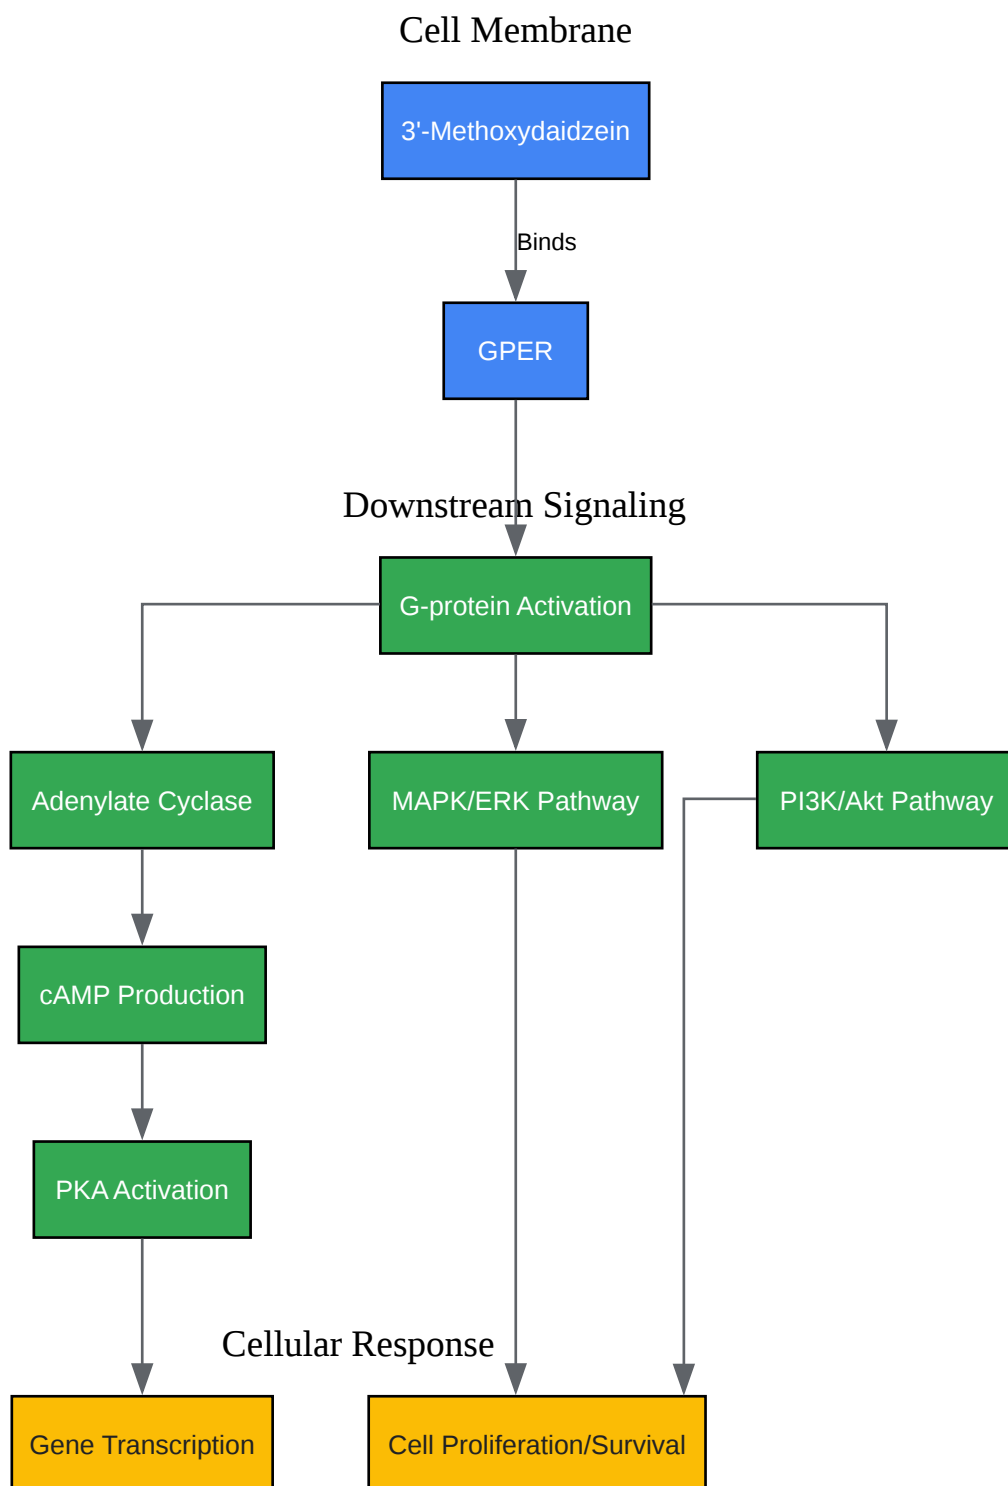 Cell Membrane
3'-Methoxydaidzein
Binds
GPER
Downstream Signaling
G-protein Activation
Adenylate Cyclase
MAPK/ERK Pathway
PI3K/Akt Pathway
cAMP Production
PKA Activation
Cellular Response
Gene Transcription
Cell Proliferation/Survival